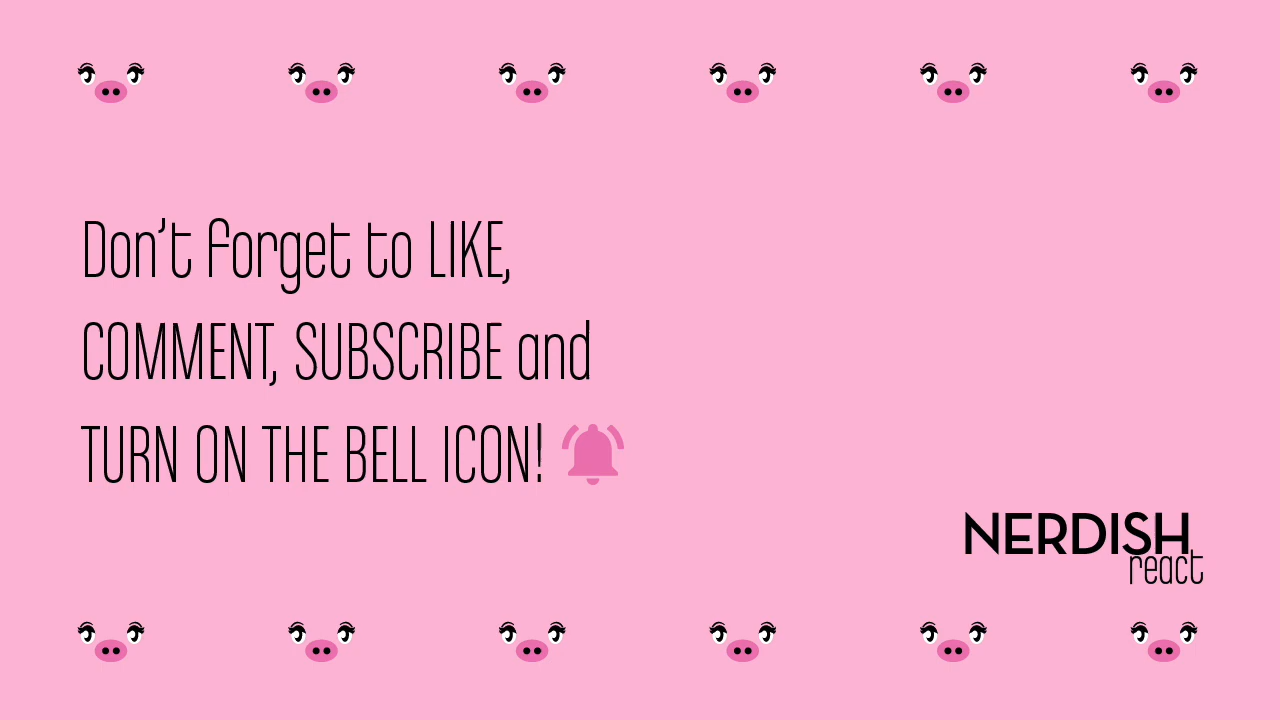 Don't forget to LIKE,
COMMENT, SUBSCRIBE and
TURN ON THE BELL ICON!
NERDISH
react